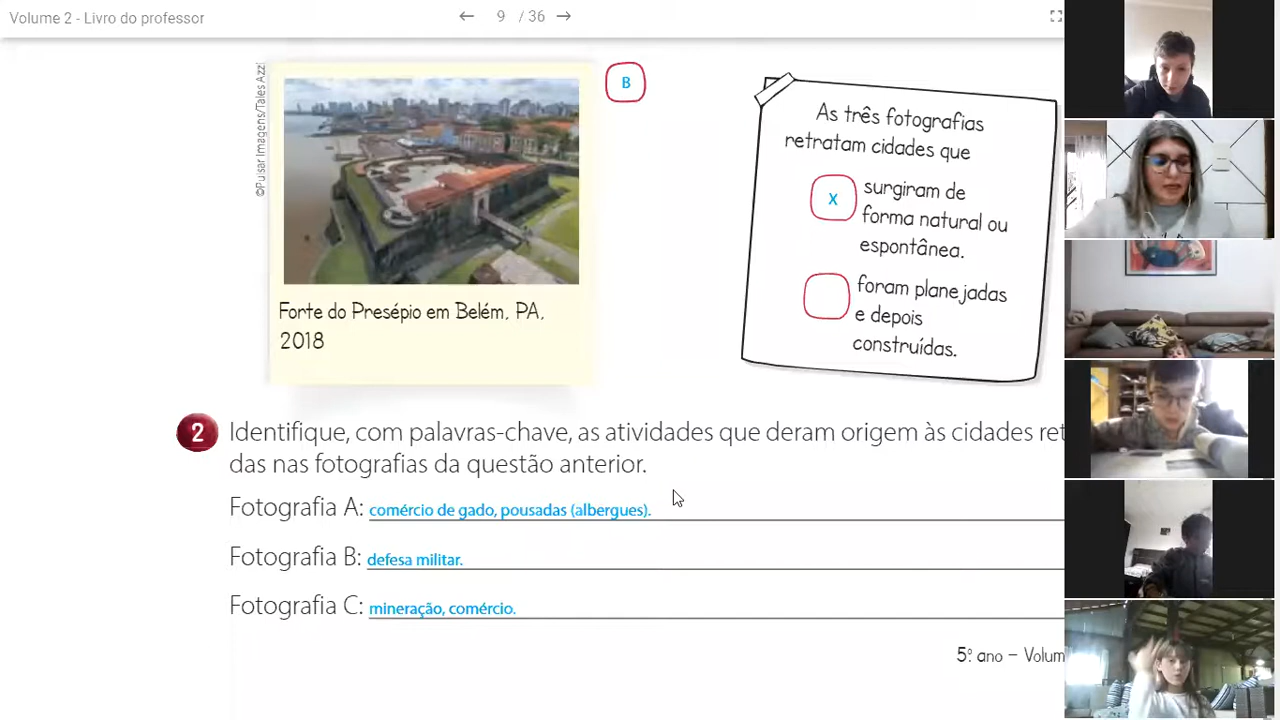 Volume 2 - Livro do professor
9 / 36
©Pulsar Imagens/Tales Azzi
B
Forte do Presépio em Belém, PA,
2018
As três fotografias
retratam cidades que
X
surgiram de
forma natural ou
espontânea.
foram planejadas
e depois
construídas.
2
Identifique, com palavras-chave, as atividades que deram origem às cidades ret
das nas fotografias da questão anterior.
Fotografia A: comércio de gado, pousadas (albergues).
Fotografia B: defesa militar.
Fotografia C: mineração, comércio.
5º. ano – Volum